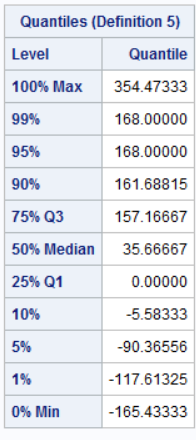 Quantiles (Definition 5)
Level Quantile
100% Max 354.47333
99% 168.00000
95% 168.00000
90% 161.68815
75% Q3 157.16667
50% Median 35.66667
25% Q1 0.00000
10% -5.58333
5% -90.36556
1% -117.61325
0% Min -165.43333